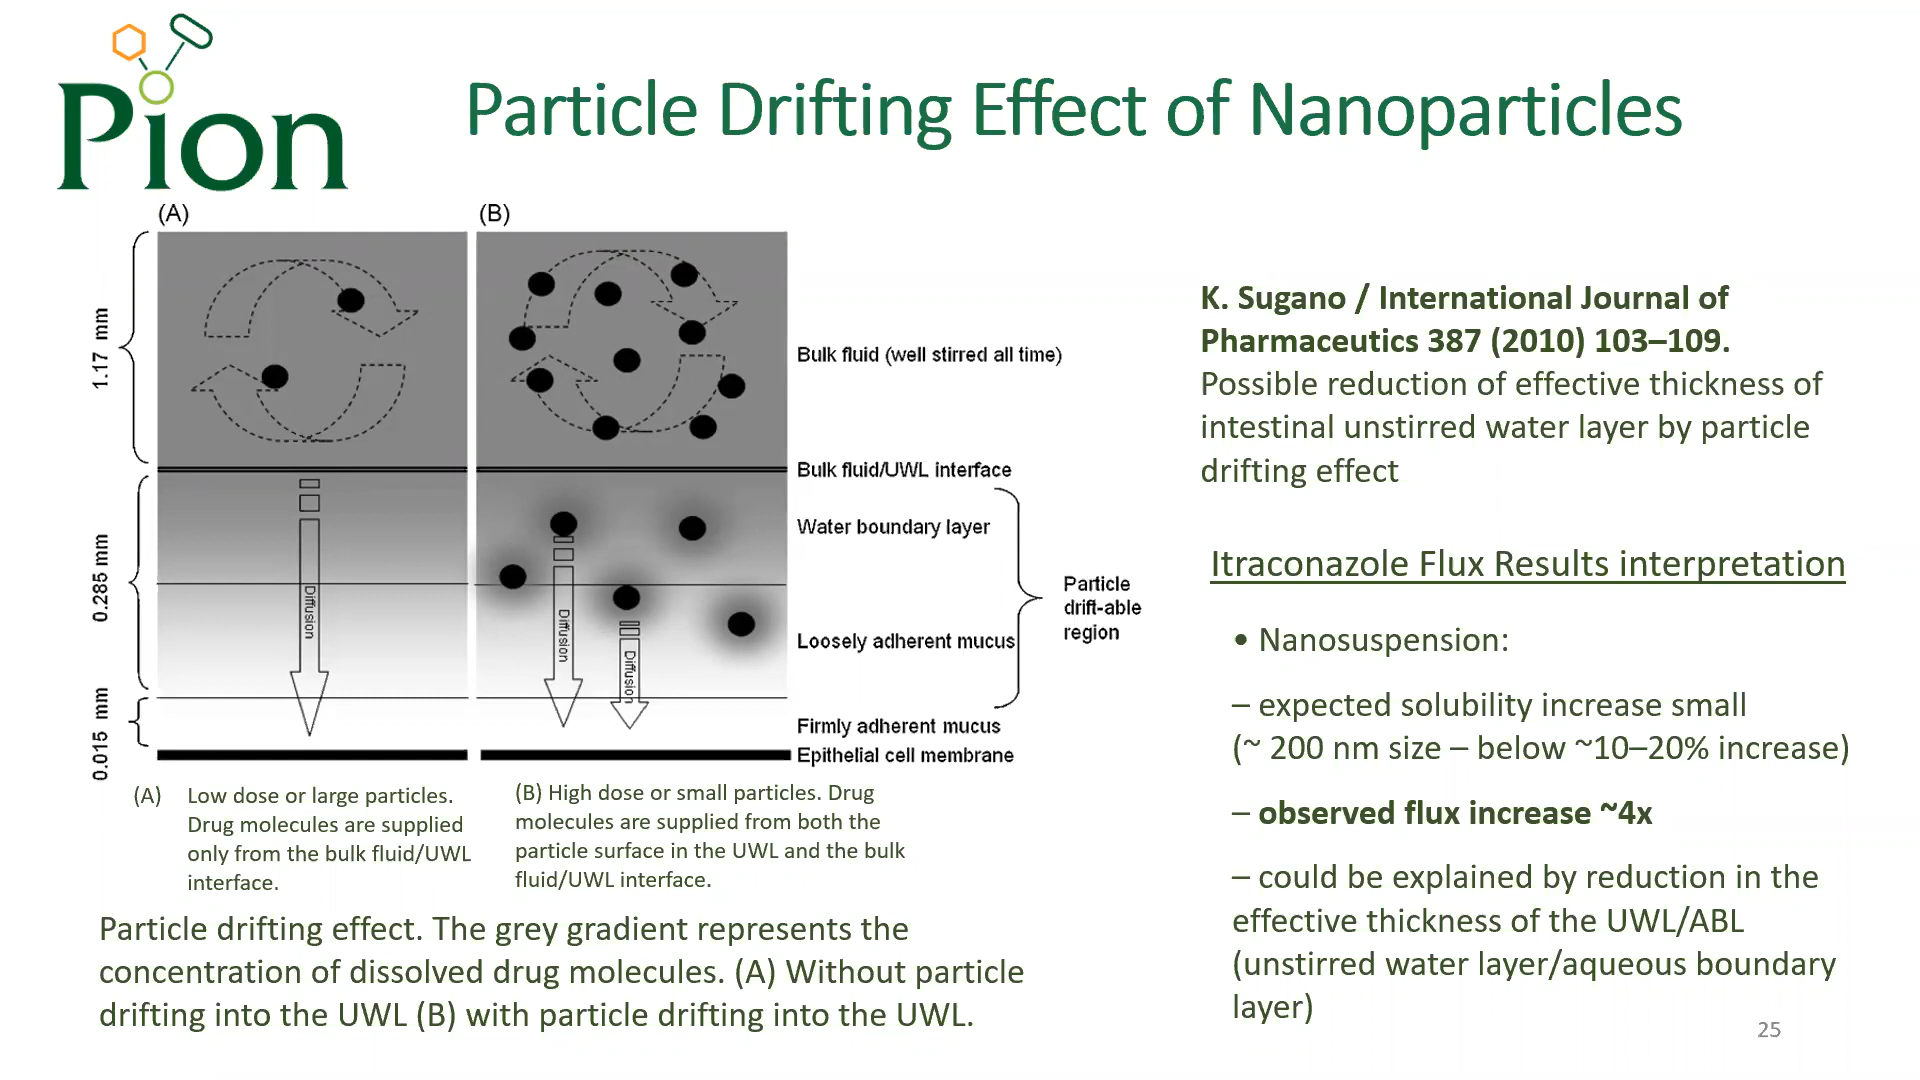 Pion
Particle Drifting Effect of Nanoparticles
(A)
(B)
1.17 mm
0.285 mm
0.015 mm
Diffusion
Diffusion
Diffusion
Bulk fluid (well stirred all time)
Bulk fluid/UWL interface
Water boundary layer
Loosely adherent mucus
Firmly adherent mucus
Epithelial cell membrane
Particle
drift-able
region
(A) Low dose or large particles.
Drug molecules are supplied
only from the bulk fluid/UWL
interface.
(B) High dose or small particles. Drug
molecules are supplied from both the
particle surface in the UWL and the bulk
fluid/UWL interface.
Particle drifting effect. The grey gradient represents the
concentration of dissolved drug molecules. (A) Without particle
drifting into the UWL (B) with particle drifting into the UWL.
K. Sugano / International Journal of
Pharmaceutics 387 (2010) 103–109.
Possible reduction of effective thickness of
intestinal unstirred water layer by particle
drifting effect
Itraconazole Flux Results interpretation
• Nanosuspension:
– expected solubility increase small
(~ 200 nm size – below ~10–20% increase)
– observed flux increase ~4x
– could be explained by reduction in the
effective thickness of the UWL/ABL
(unstirred water layer/aqueous boundary
layer)
25